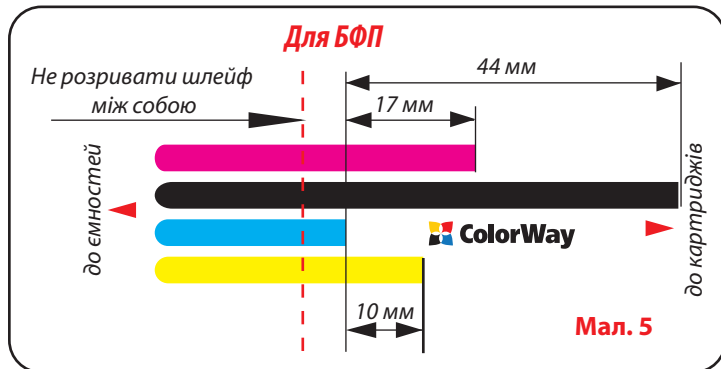 Для БФП
Не розривати шлейф
між собою
44 мм
17 мм
до ємностей
до картриджів
ColorWay
10 мм
Мал. 5